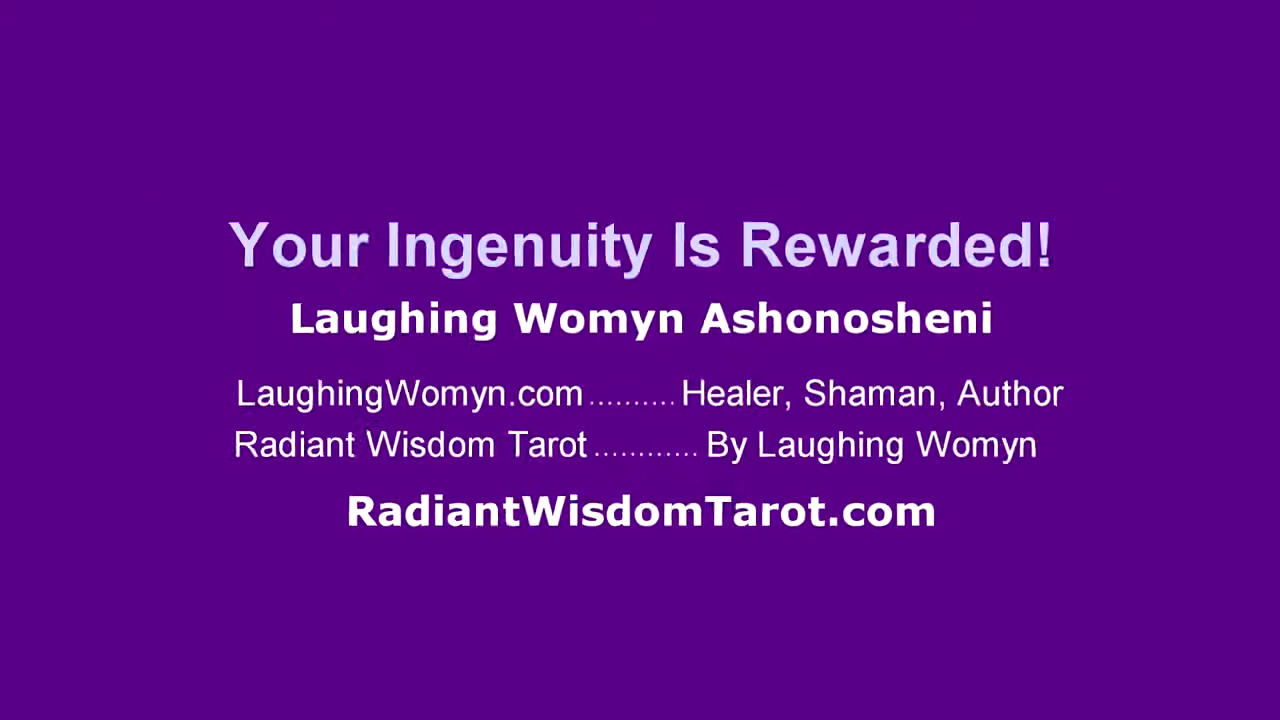 Your Ingenuity Is Rewarded!
Laughing Womyn Ashonosheni
LaughingWomyn.com .......... Healer, Shaman, Author
Radiant Wisdom Tarot ............ By Laughing Womyn
RadiantWisdomTarot.com